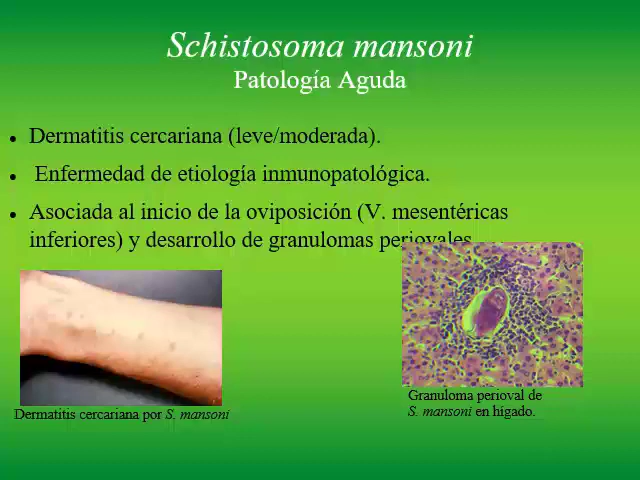 Schistosoma mansoni
Patología Aguda
Dermatitis cercariana (leve/moderada).
Enfermedad de etiología inmunopatológica.
Asociada al inicio de la oviposición (V. mesentéricas
inferiores) y desarrollo de granulomas periovales
Dermatitis cercariana por S. mansoni
Granuloma perioval de
S. mansoni en hígado.